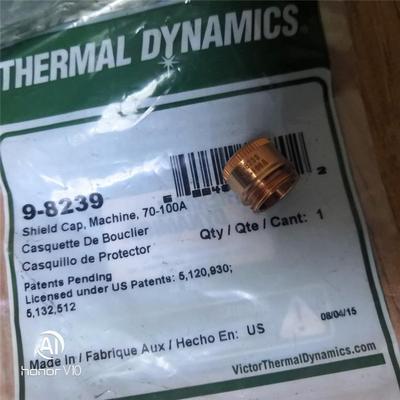 THERMAL DYNAMICS
9-8239
Shield Cap, Machine, 70-100A
Casquette De Bouclier
Casquillo de Protector
Qty / Qte / Cant: 1
2
Patents Pending
Licensed under US Patents: 5,120,930;
5,132,512
08/04/15
Made In / Fabrique Aux / Hecho En: US
VictorThermalDynamics.com
AI
HONOR V10